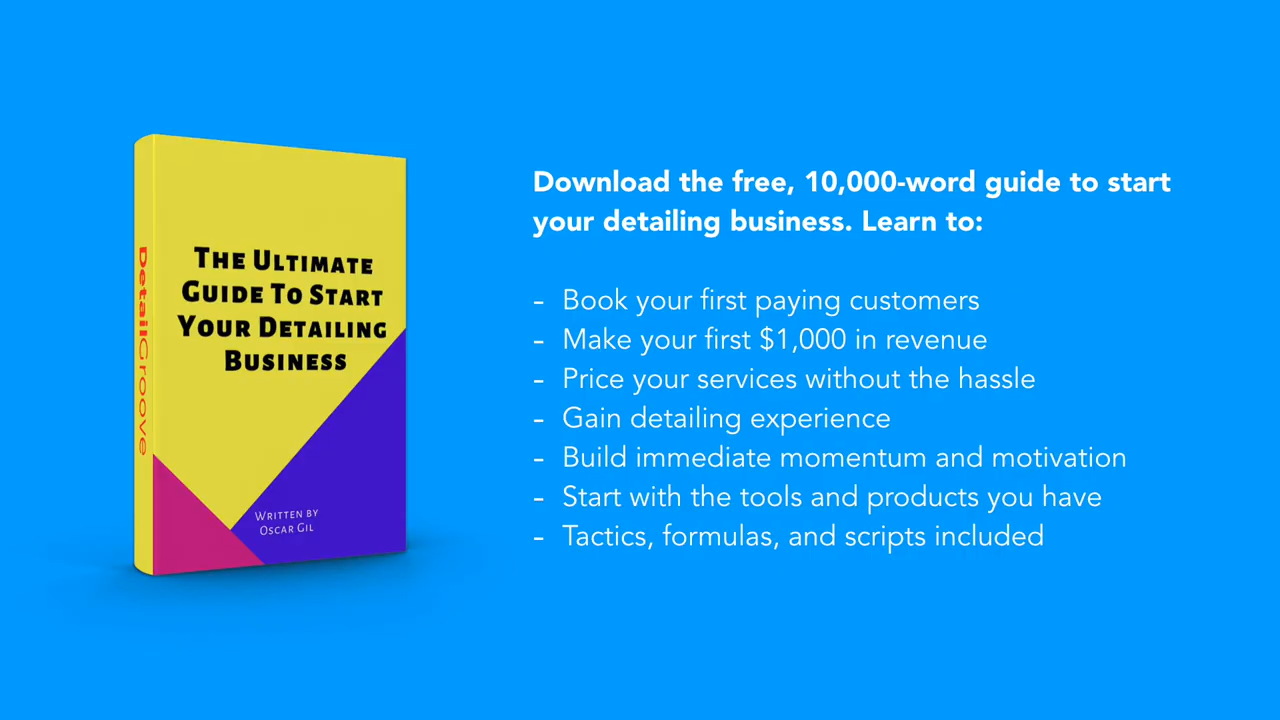 DetailGroove
The Ultimate
Guide To Start
Your Detailing
Business
Written by
Oscar Gil
Download the free, 10,000-word guide to start
your detailing business. Learn to:
- Book your first paying customers
- Make your first $1,000 in revenue
- Price your services without the hassle
- Gain detailing experience
- Build immediate momentum and motivation
- Start with the tools and products you have
- Tactics, formulas, and scripts included